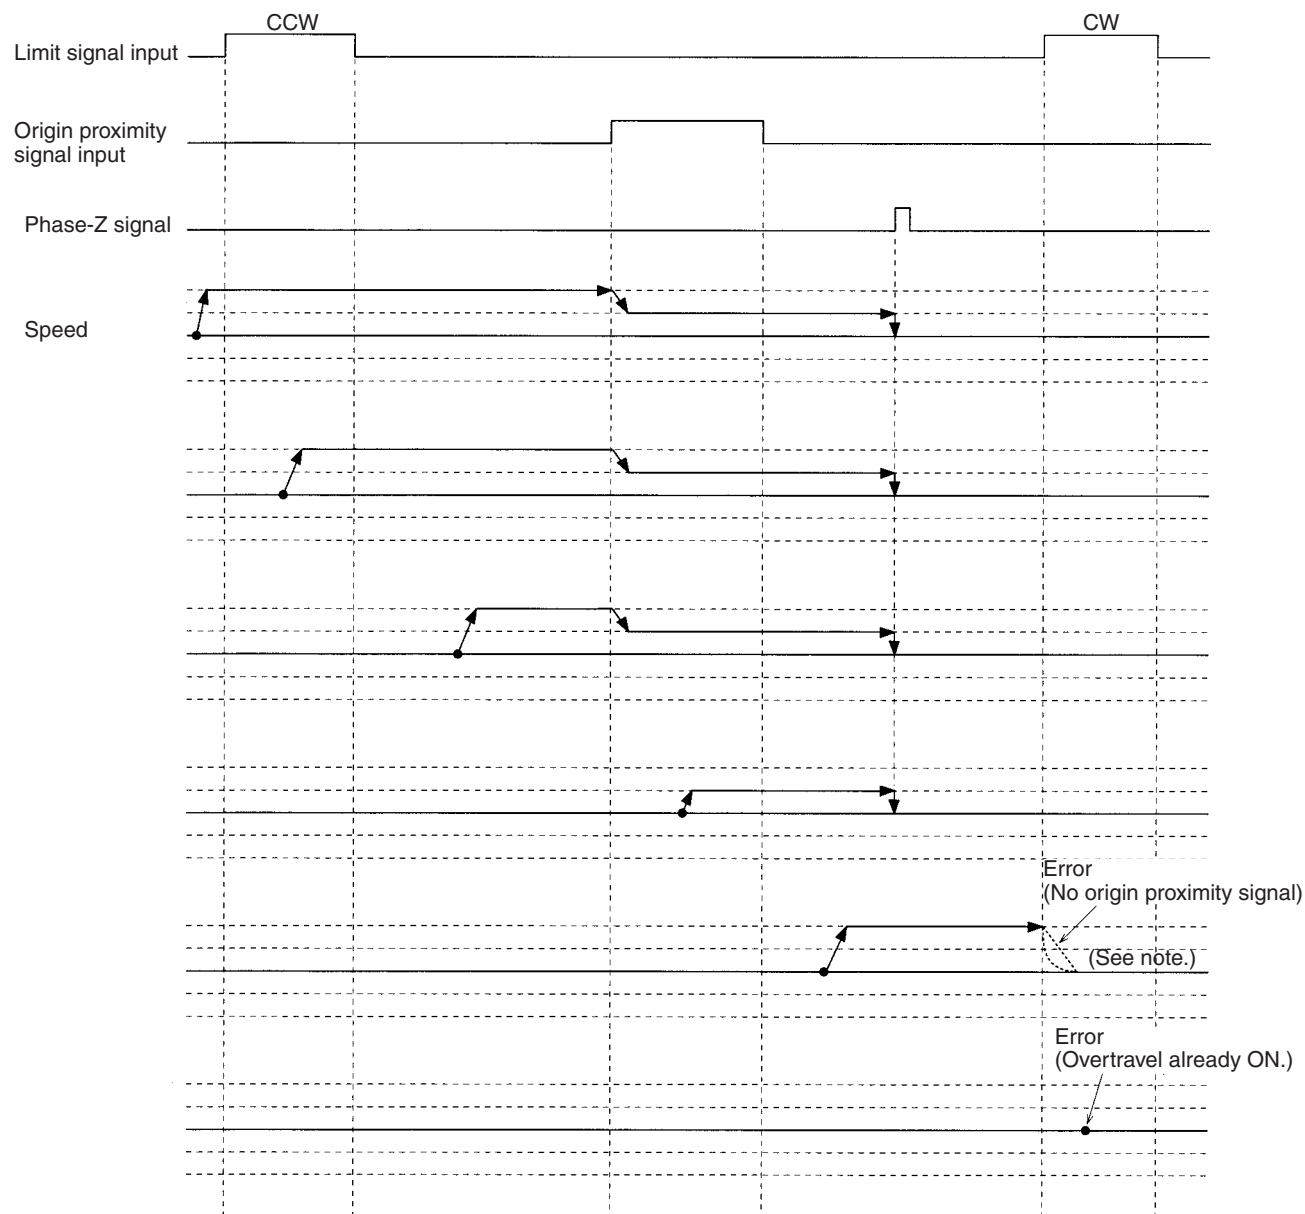 CCW
CW
Limit signal input
Origin proximity
signal input
Phase-Z signal
Speed
Error
(No origin proximity signal)
(See note.)
Error
(Overtravel already ON.)